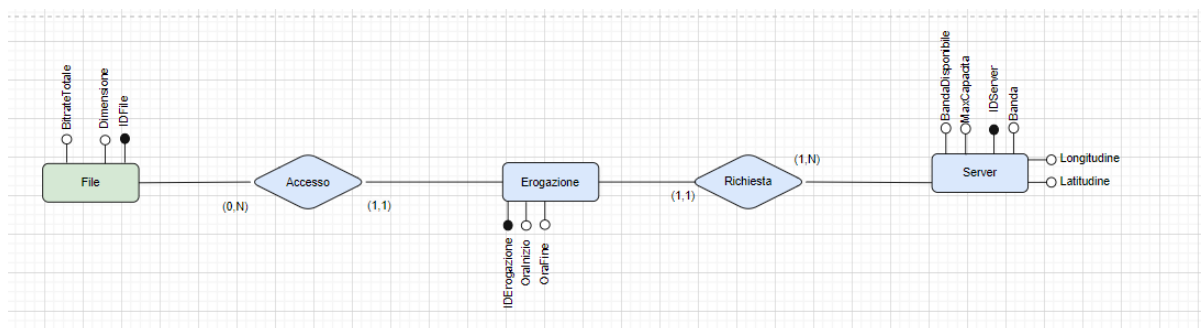 BitrateTotale
Dimensione
IDFile
File
(0,N)
Accesso
(1,1)
Erogazione
IDErogazione
OraInizio
OraFine
(1,1)
Richiesta
(1,N)
BandaDisponibile
MaxCapacita
IDServer
Banda
Server
Longitudine
Latitudine